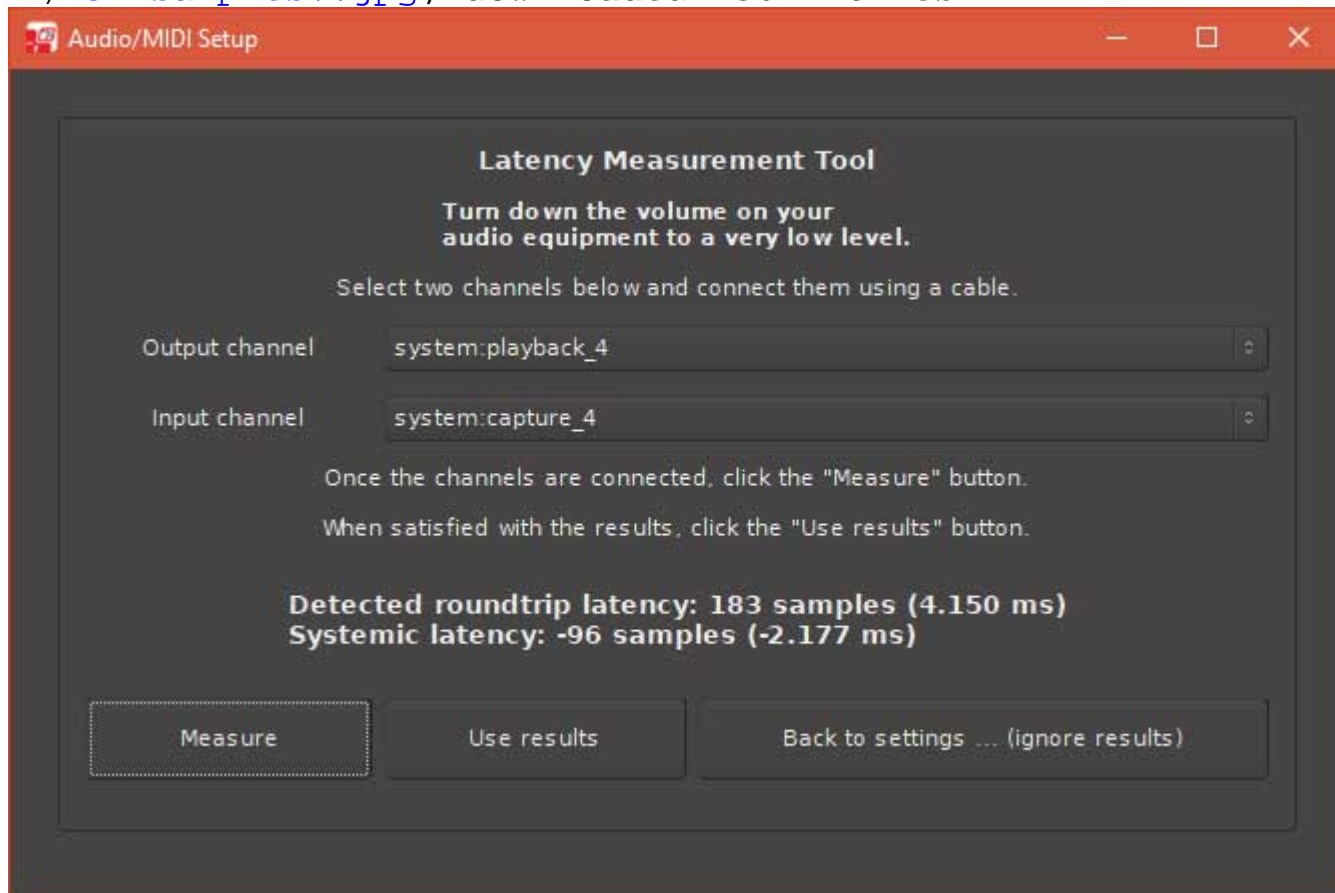 Audio/MIDI Setup
Latency Measurement Tool
Turn down the volume on your
audio equipment to a very low level.
Select two channels below and connect them using a cable.
Output channel system:playback_4
Input channel system:capture_4
Once the channels are connected, click the "Measure" button.
When satisfied with the results, click the "Use results" button.
Detected roundtrip latency: 183 samples (4.150 ms)
Systemic latency: -96 samples (-2.177 ms)
Measure Use results Back to settings ... (ignore results)